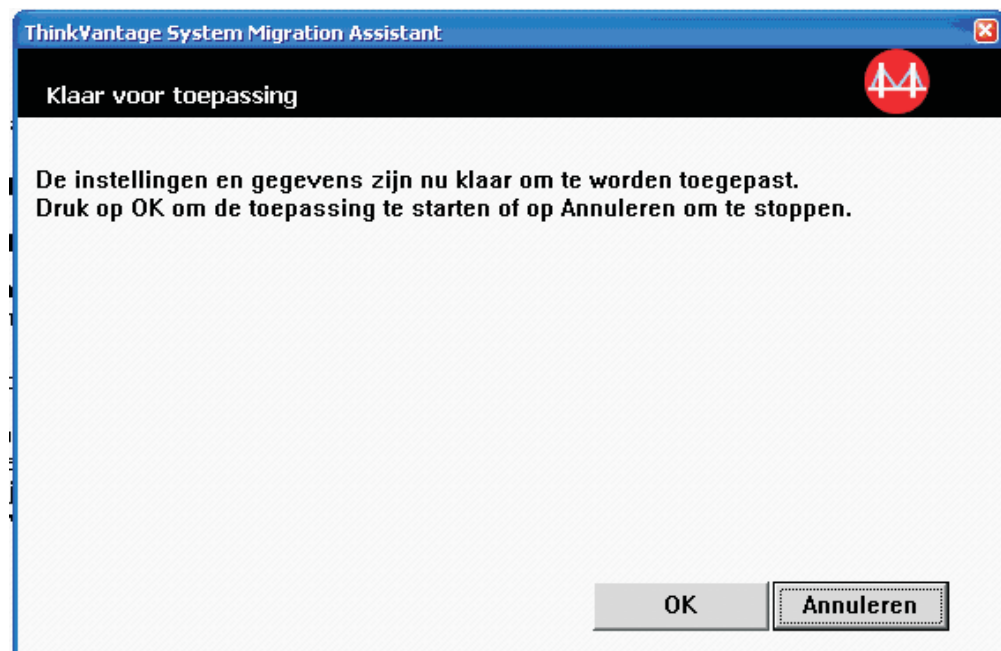 ThinkVantage System Migration Assistant
Klaar voor toepassing
De instellingen en gegevens zijn nu klaar om te worden toegepast.
Druk op OK om de toepassing te starten of op Annuleren om te stoppen.
OK
Annuleren